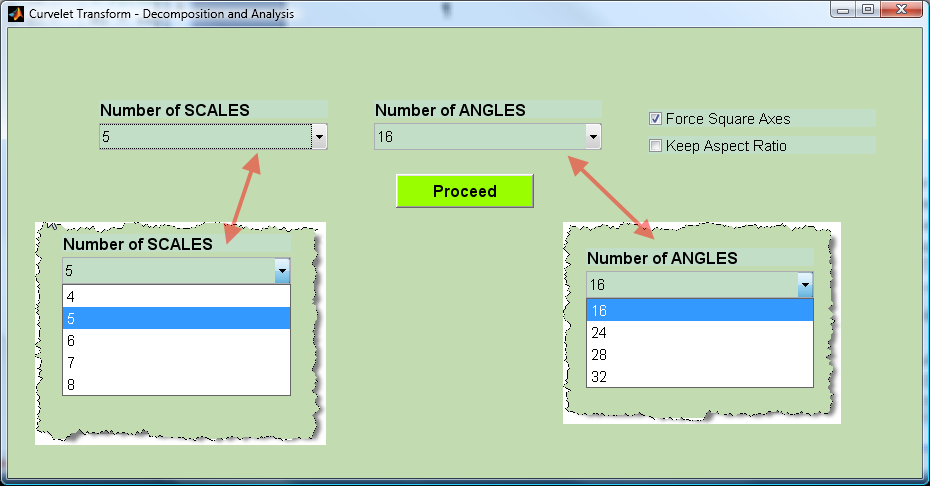 Curvelet Transform - Decomposition and Analysis
Number of SCALES
5
Number of ANGLES
16
Force Square Axes
Keep Aspect Ratio
Proceed
Number of SCALES
5
4
5
6
7
8
Number of ANGLES
16
16
24
28
32